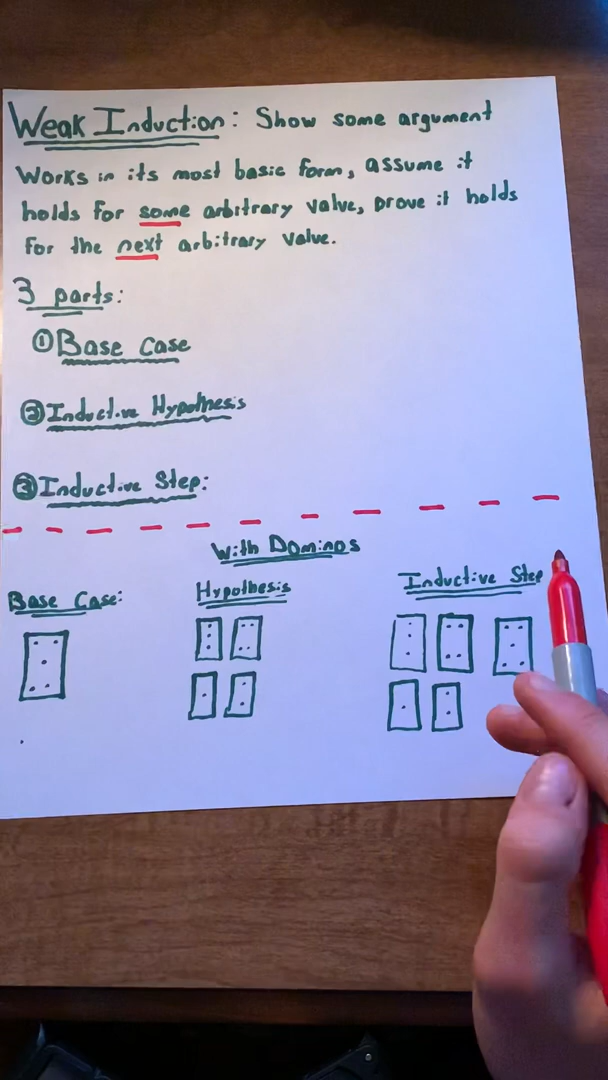 Weak Induction: Show some argument
Works in its most basic form, assume it
holds for some arbitrary value, prove it holds
for the next arbitrary value.
3 parts:
① Base Case
② Inductive Hypothesis
③ Inductive Step:
With Dominos
Base Case:
Hypothesis
Inductive Step